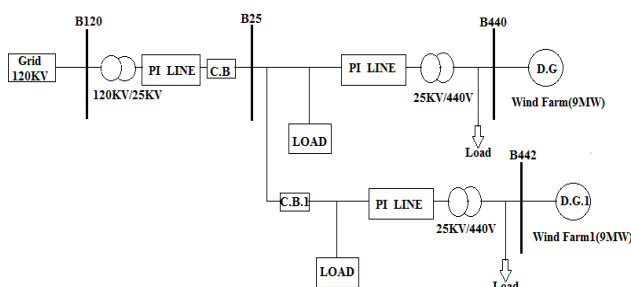 B120
B25
B440
Grid
120KV
PI LINE
C.B
PI LINE
D.G
120KV/25KV
25KV/440V
Wind Farm(9MW)
LOAD
Load
B442
C.B.1
PI LINE
D.G.1
25KV/440V
Wind Farm1(9MW)
LOAD
Load